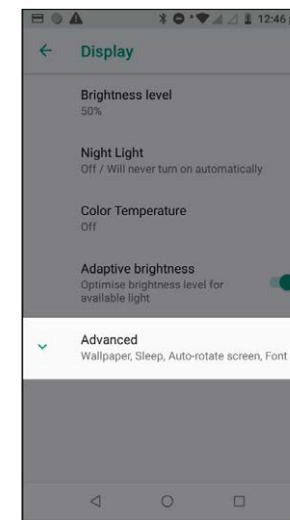 12:46
Display
Brightness level
50%
Night Light
Off / Will never turn on automatically
Color Temperature
Off
Adaptive brightness
Optimise brightness level for
available light
Advanced
Wallpaper, Sleep, Auto-rotate screen, Font